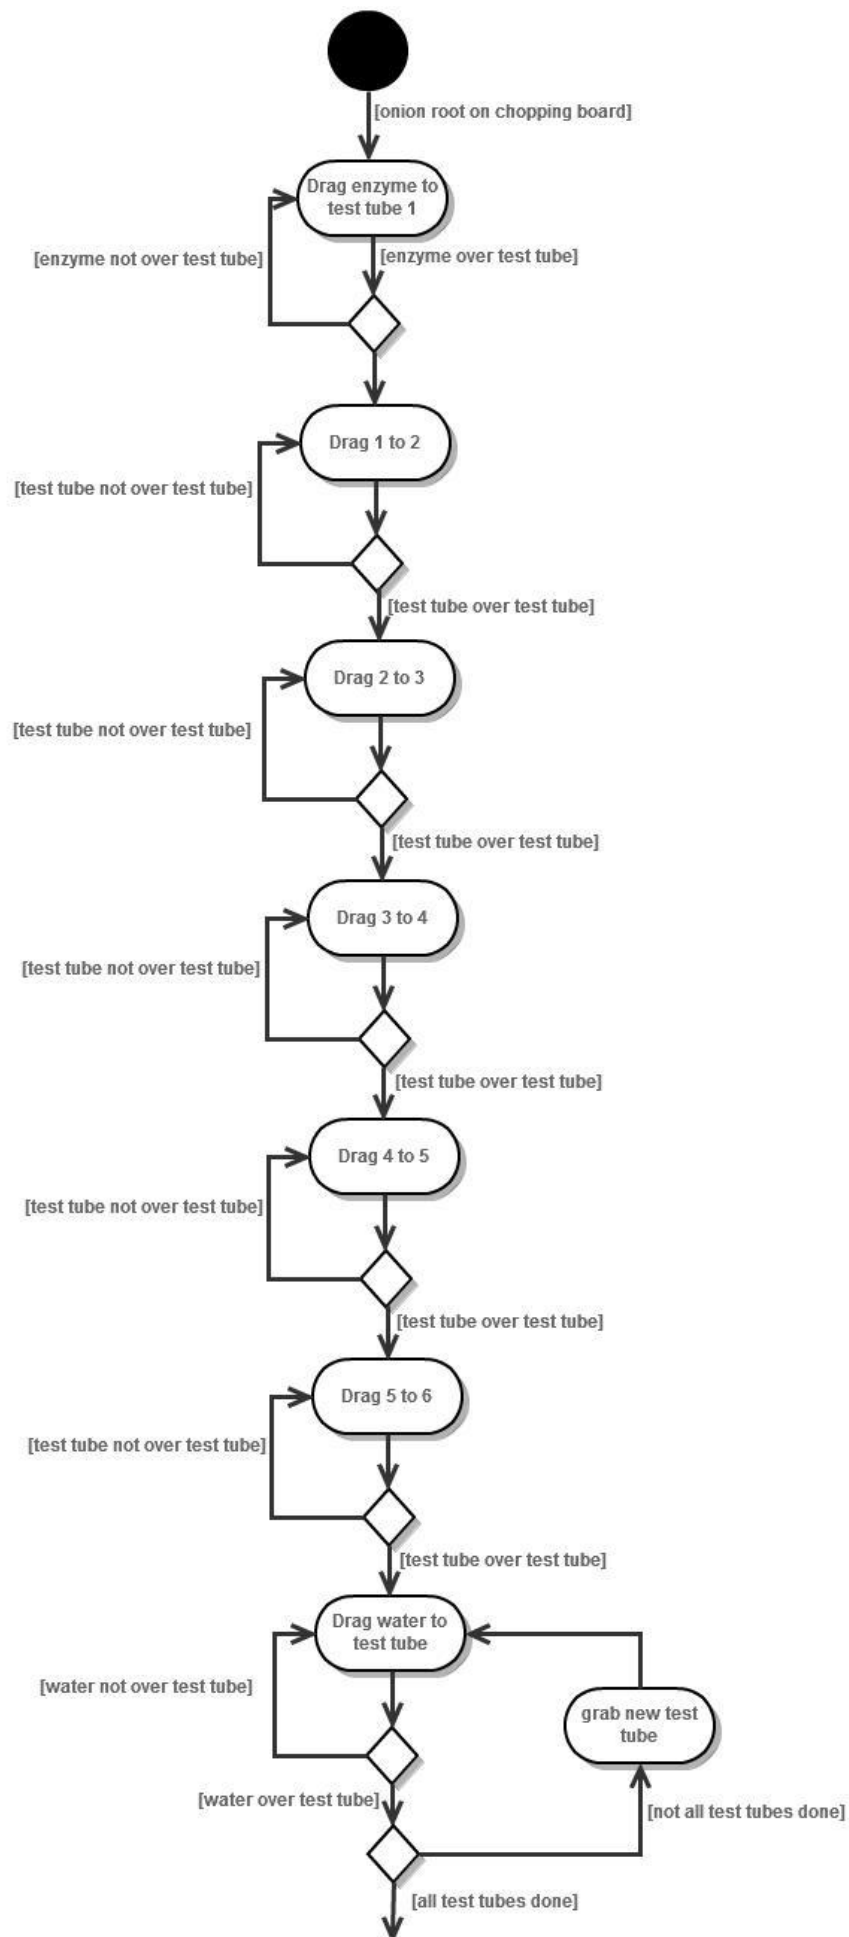 [onion root on chopping board]
Drag enzyme to
test tube 1
[enzyme not over test tube]
[enzyme over test tube]
Drag 1 to 2
[test tube not over test tube]
[test tube over test tube]
Drag 2 to 3
[test tube not over test tube]
[test tube over test tube]
Drag 3 to 4
[test tube not over test tube]
[test tube over test tube]
Drag 4 to 5
[test tube not over test tube]
[test tube over test tube]
Drag 5 to 6
[test tube not over test tube]
[test tube over test tube]
Drag water to
test tube
[water not over test tube]
grab new test
tube
[water over test tube]
[not all test tubes done]
[all test tubes done]